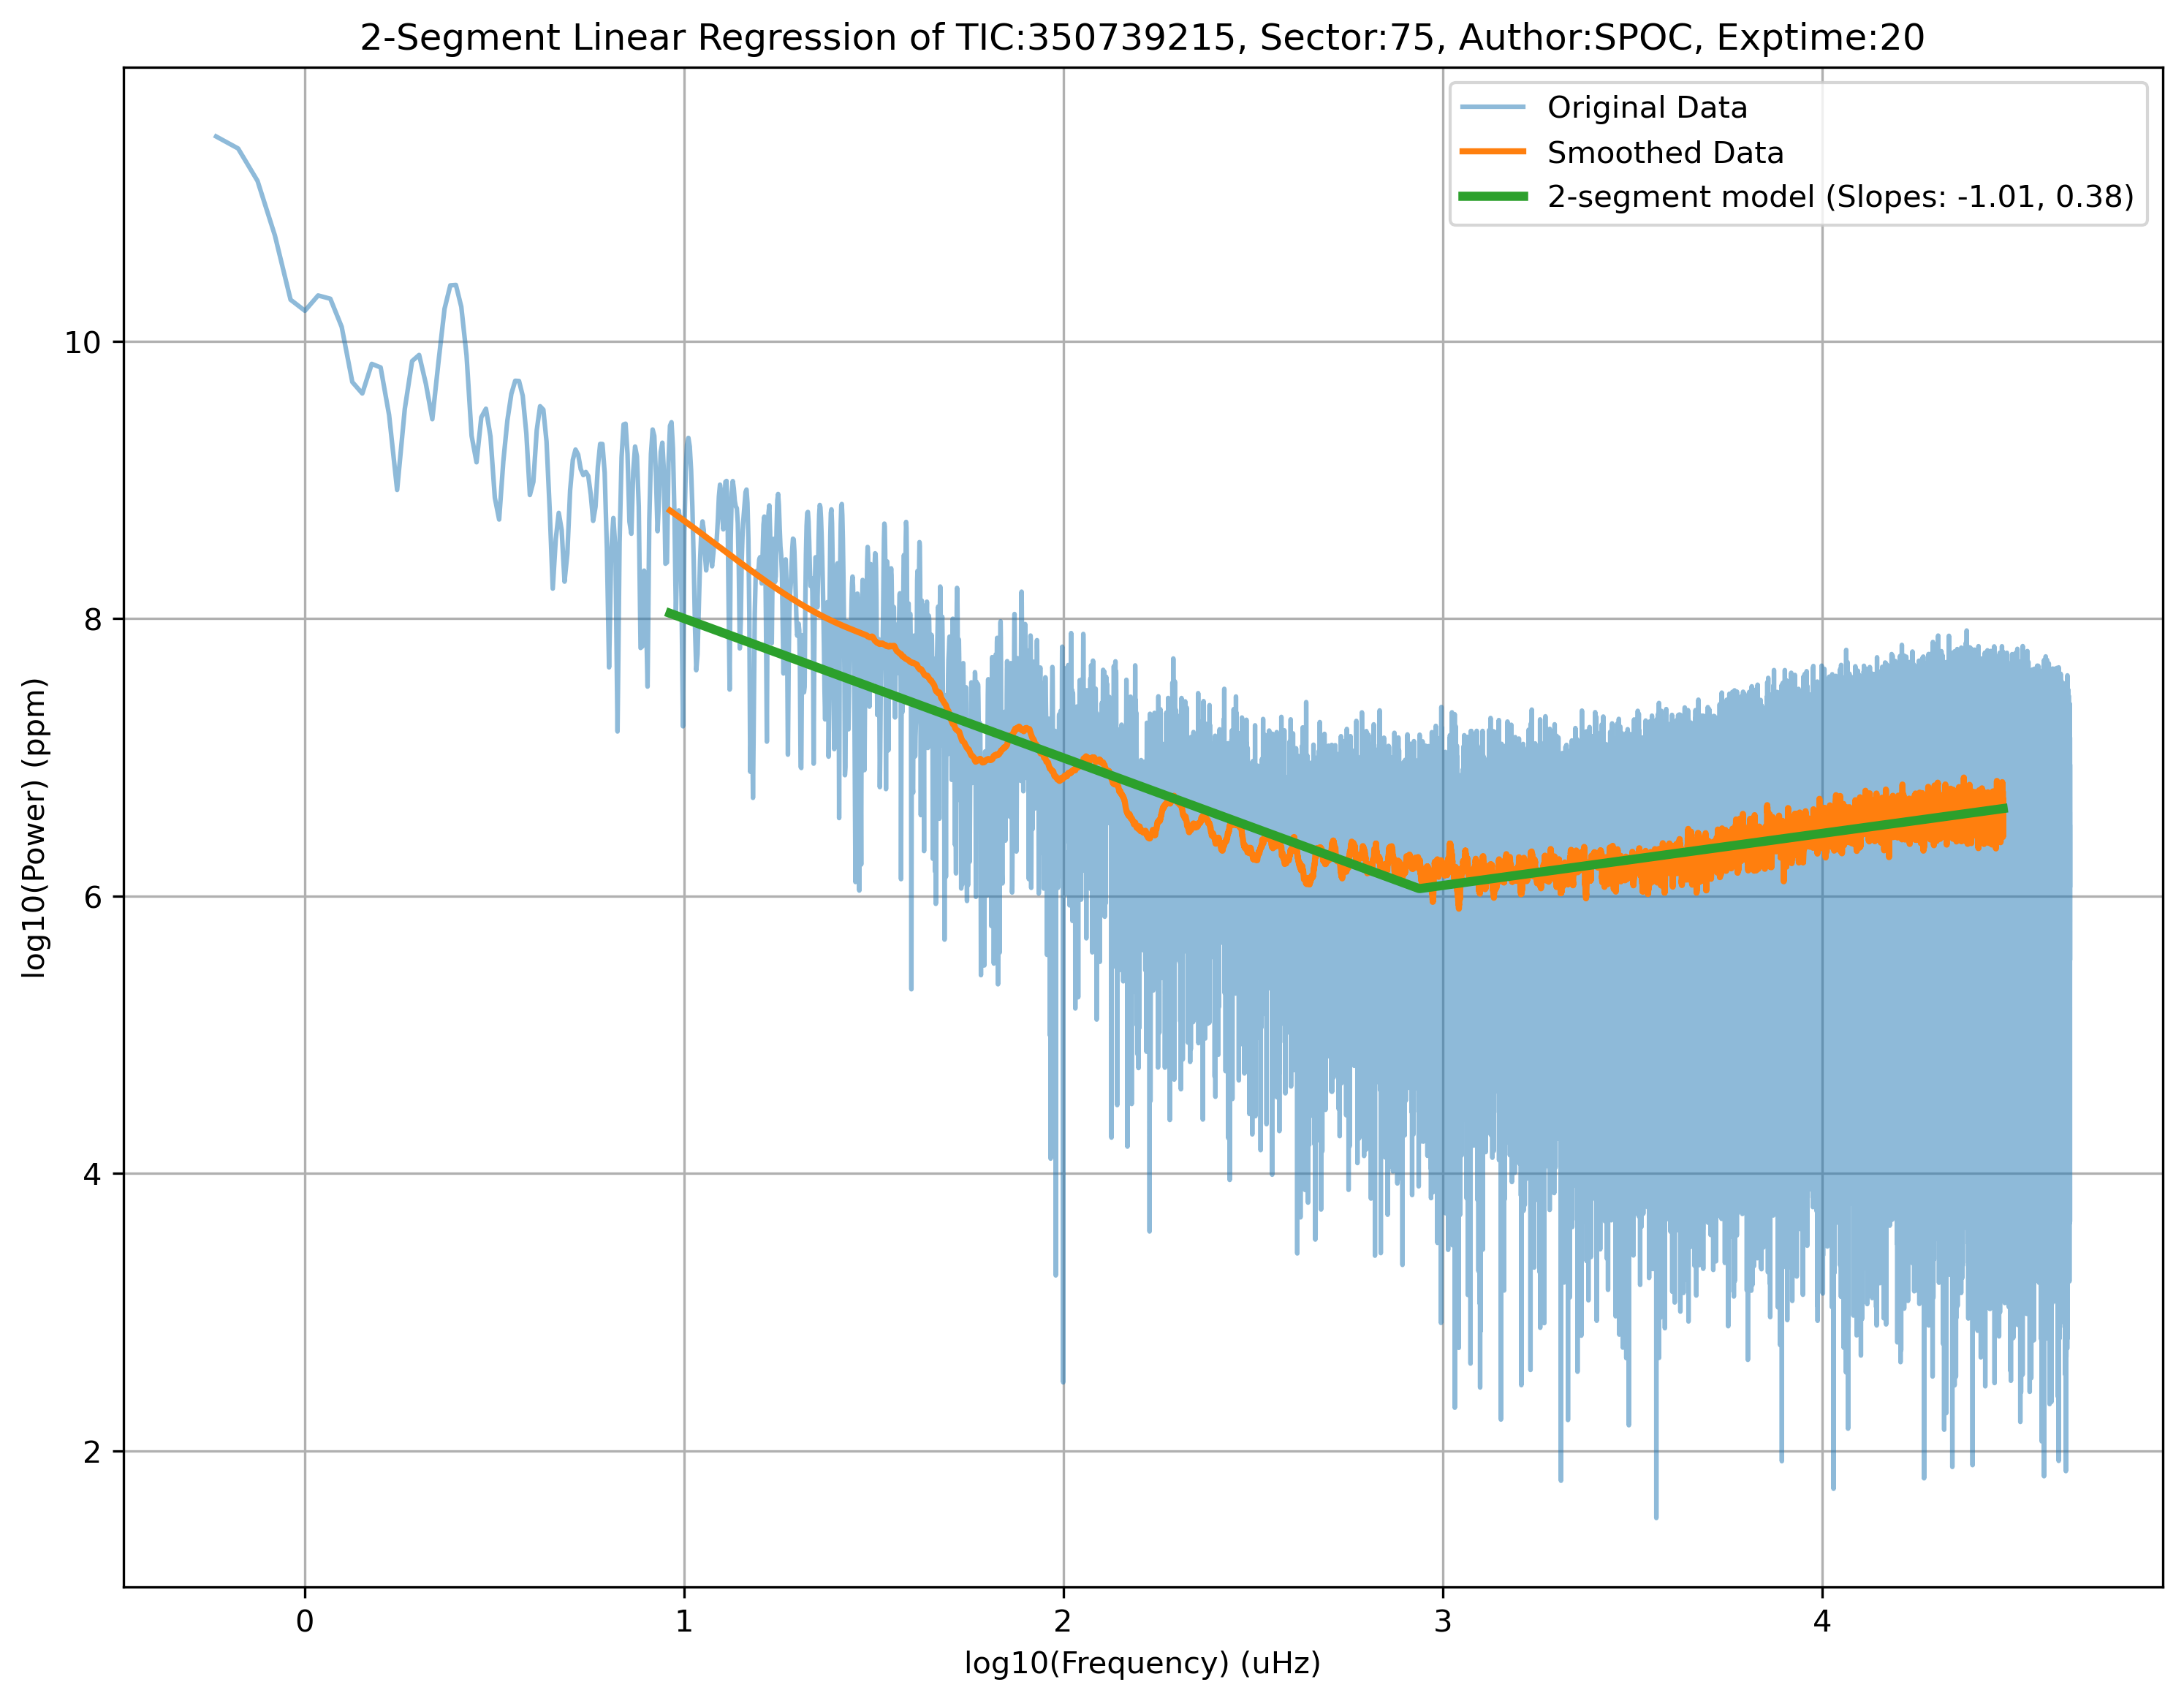 2-Segment Linear Regression of TIC:350739215, Sector:75, Author:SPOC, Exptime:20
Original Data
Smoothed Data
2-segment model (Slopes: -1.01, 0.38)
log10(Power) (ppm)
10
8
6
4
2
0 1 2 3 4
log10(Frequency) (uHz)